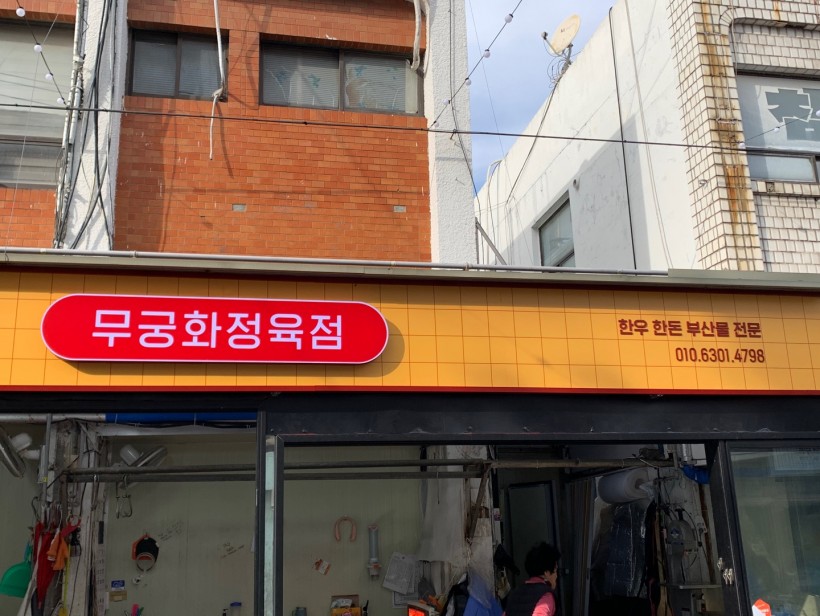 무궁화정육점
한우 한돈 부산물 전문
010.6301.4798